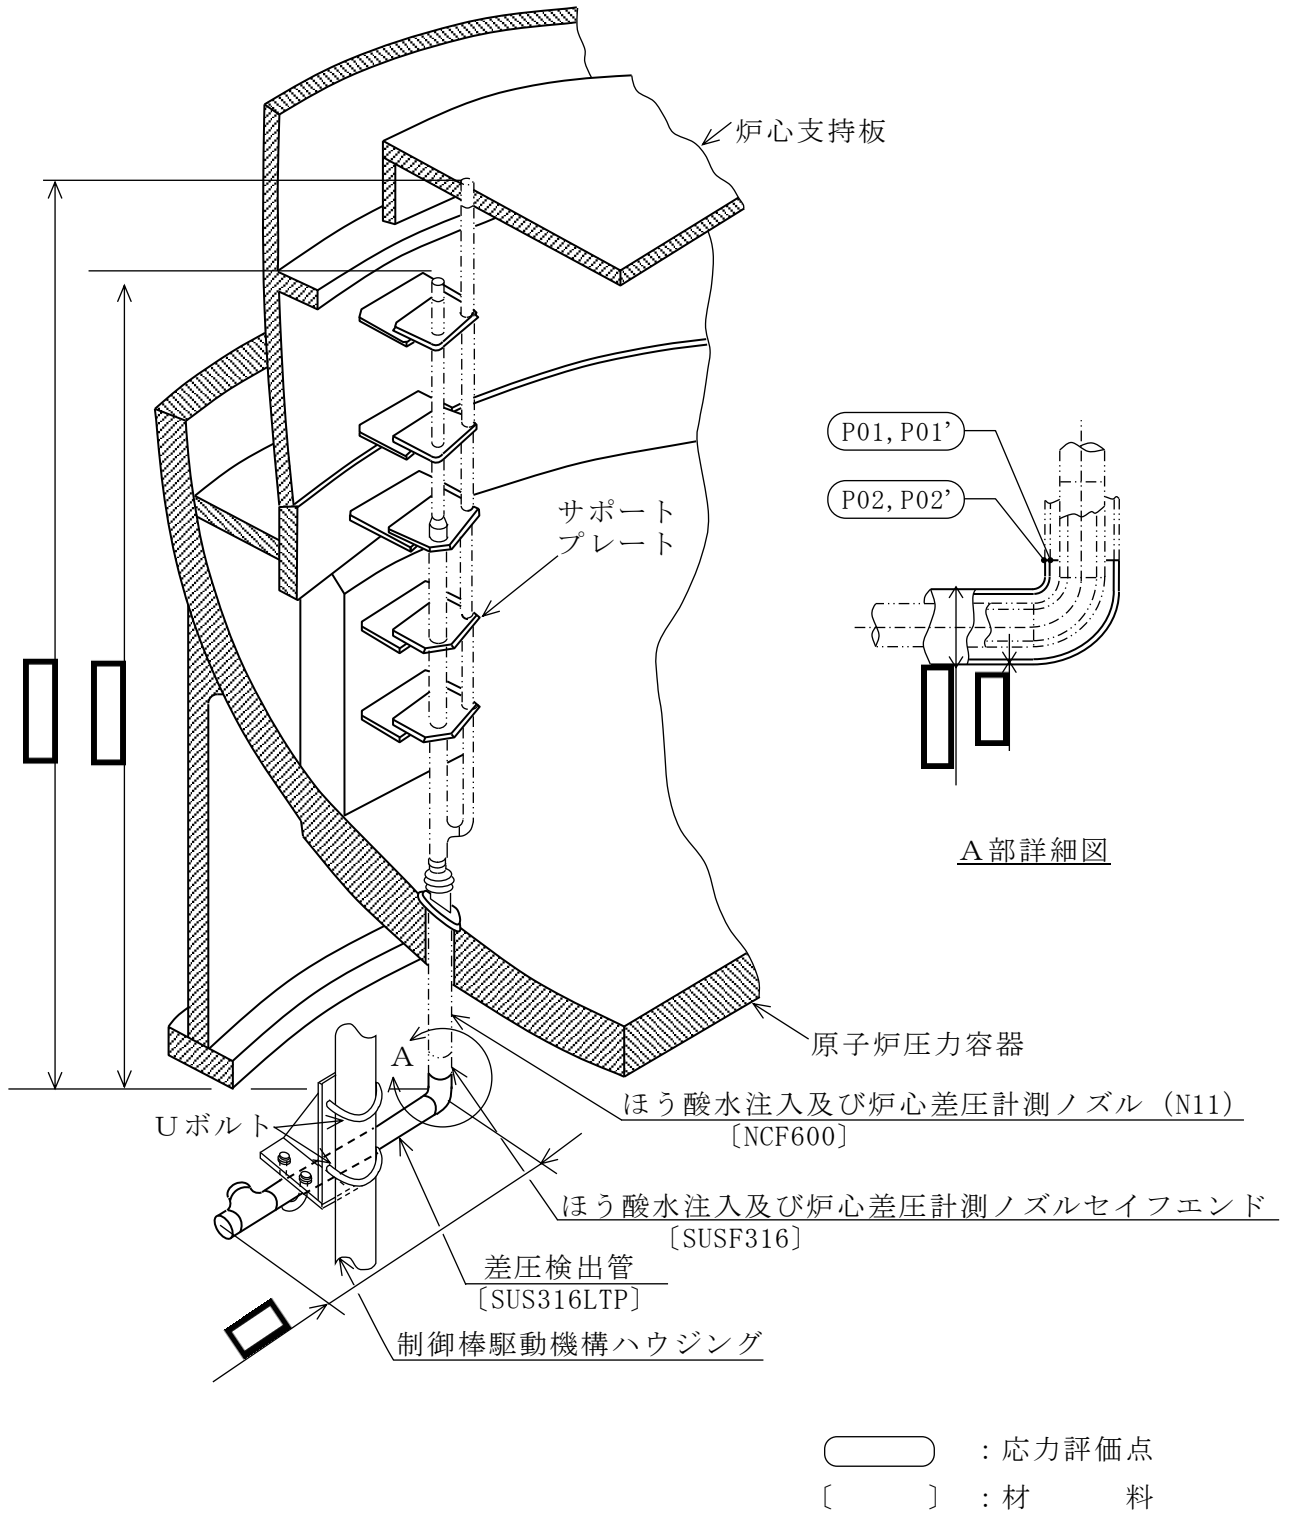 炉心支持板
P01,P01’
P02,P02’
サポート
プレート
A部詳細図
原子炉圧力容器
A
ほう酸水注入及び炉心差圧計測ノズル（N11）
〔NCF600〕
Uボルト
ほう酸水注入及び炉心差圧計測ノズルセイフエンド
〔SUSF316〕
差圧検出管
〔SUS316LTP〕
制御棒駆動機構ハウジング
：応力評価点
〔　　〕：材　　料